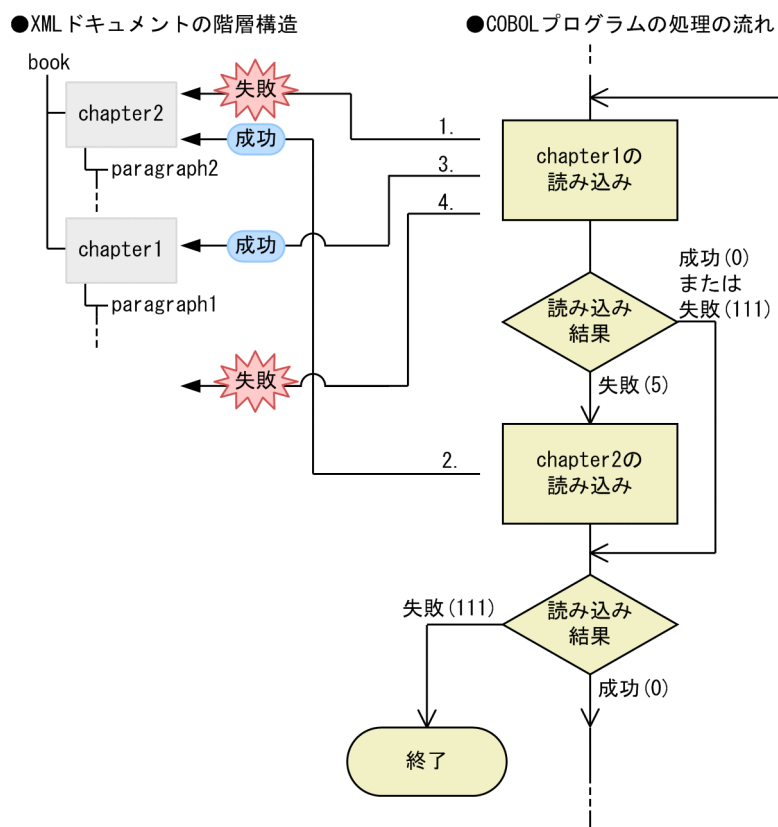 ●XMLドキュメントの階層構造
book
chapter2
paragraph2
chapter1
paragraph1
失敗
成功
成功
失敗
1.
3.
4.
2.
●COBOLプログラムの処理の流れ
chapter1の
読み込み
読み込み
結果
成功(0)
または
失敗(111)
失敗(5)
chapter2の
読み込み
読み込み
結果
失敗(111)
成功(0)
終了